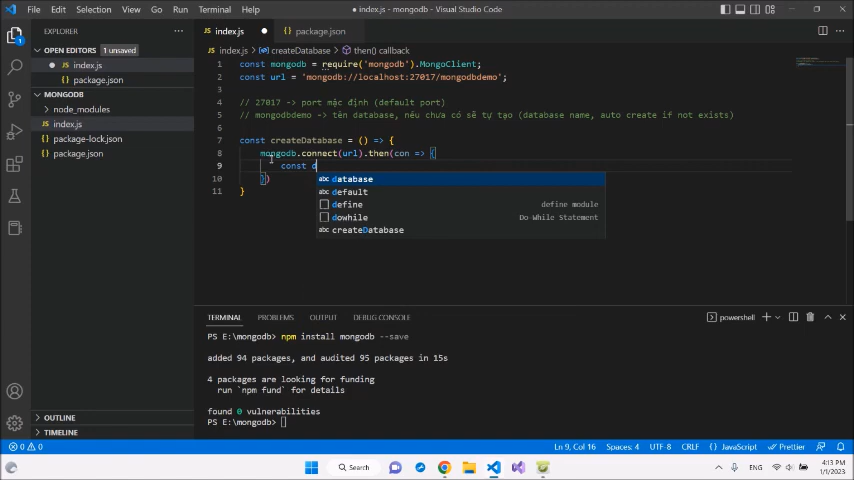 File Edit Selection View Go Run Terminal Help
● index.js - mongodb - Visual Studio Code
EXPLORER ···
OPEN EDITORS 1 unsaved
● index.js
package.json
MONGODB
node_modules
index.js
package-lock.json
package.json
OUTLINE
TIMELINE
index.js ●
package.json
index.js > createDatabase > then() callback
1 const mongodb = require('mongodb').MongoClient;
2 const url = 'mongodb://localhost:27017/mongodbdemo';
3
4 // 27017 -> port mặc định (default port)
5 // mongodbdemo -> tên database, nếu chưa có sẽ tự tạo (database name, auto create if not exists)
6
7 const createDatabase = () => {
8 mongodb.connect(url).then(con => {
9 const d
10 })
11 }
abc database
abc default
define define module
dowhile Do-While Statement
abc createDatabase
TERMINAL PROBLEMS OUTPUT DEBUG CONSOLE
powershell
PS E:\mongodb> npm install mongodb --save
added 94 packages, and audited 95 packages in 15s
4 packages are looking for funding
run `npm fund` for details
found 0 vulnerabilities
PS E:\mongodb>
0 0
Ln 9, Col 16 Spaces: 4 UTF-8 CRLF JavaScript Prettier
Search
ENG
4:13 PM
1/1/2023